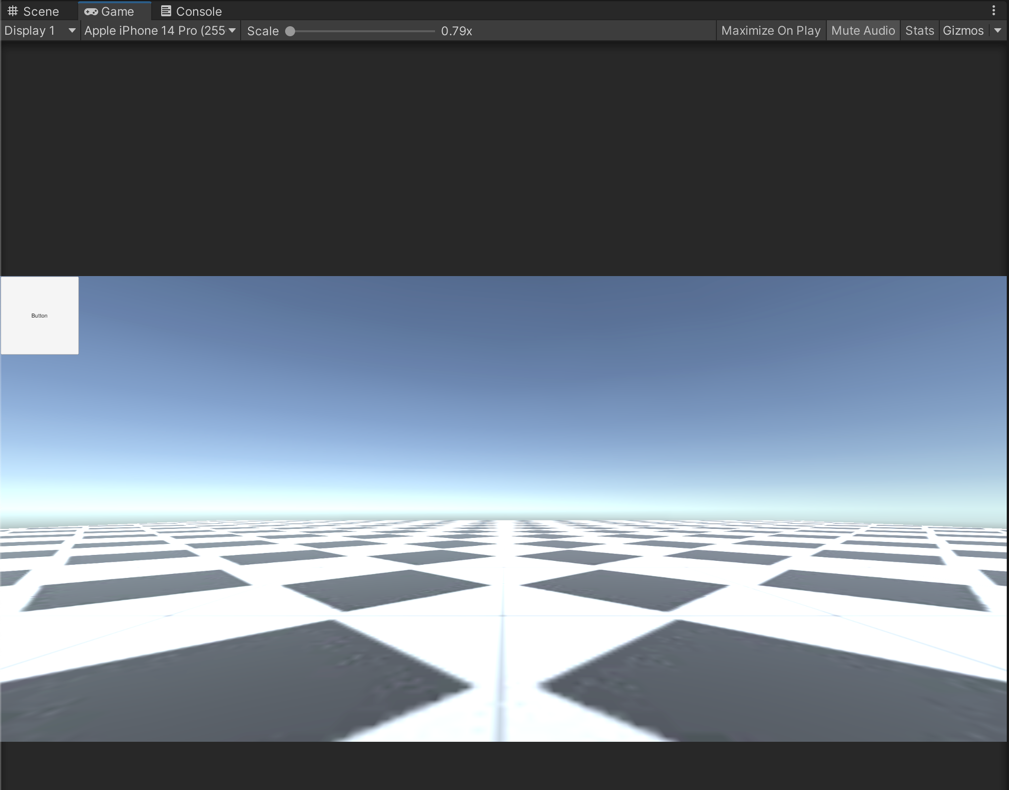 Scene Game Console
Display 1 Apple iPhone 14 Pro (255 Scale 0.79x Maximize On Play Mute Audio Stats Gizmos
Button